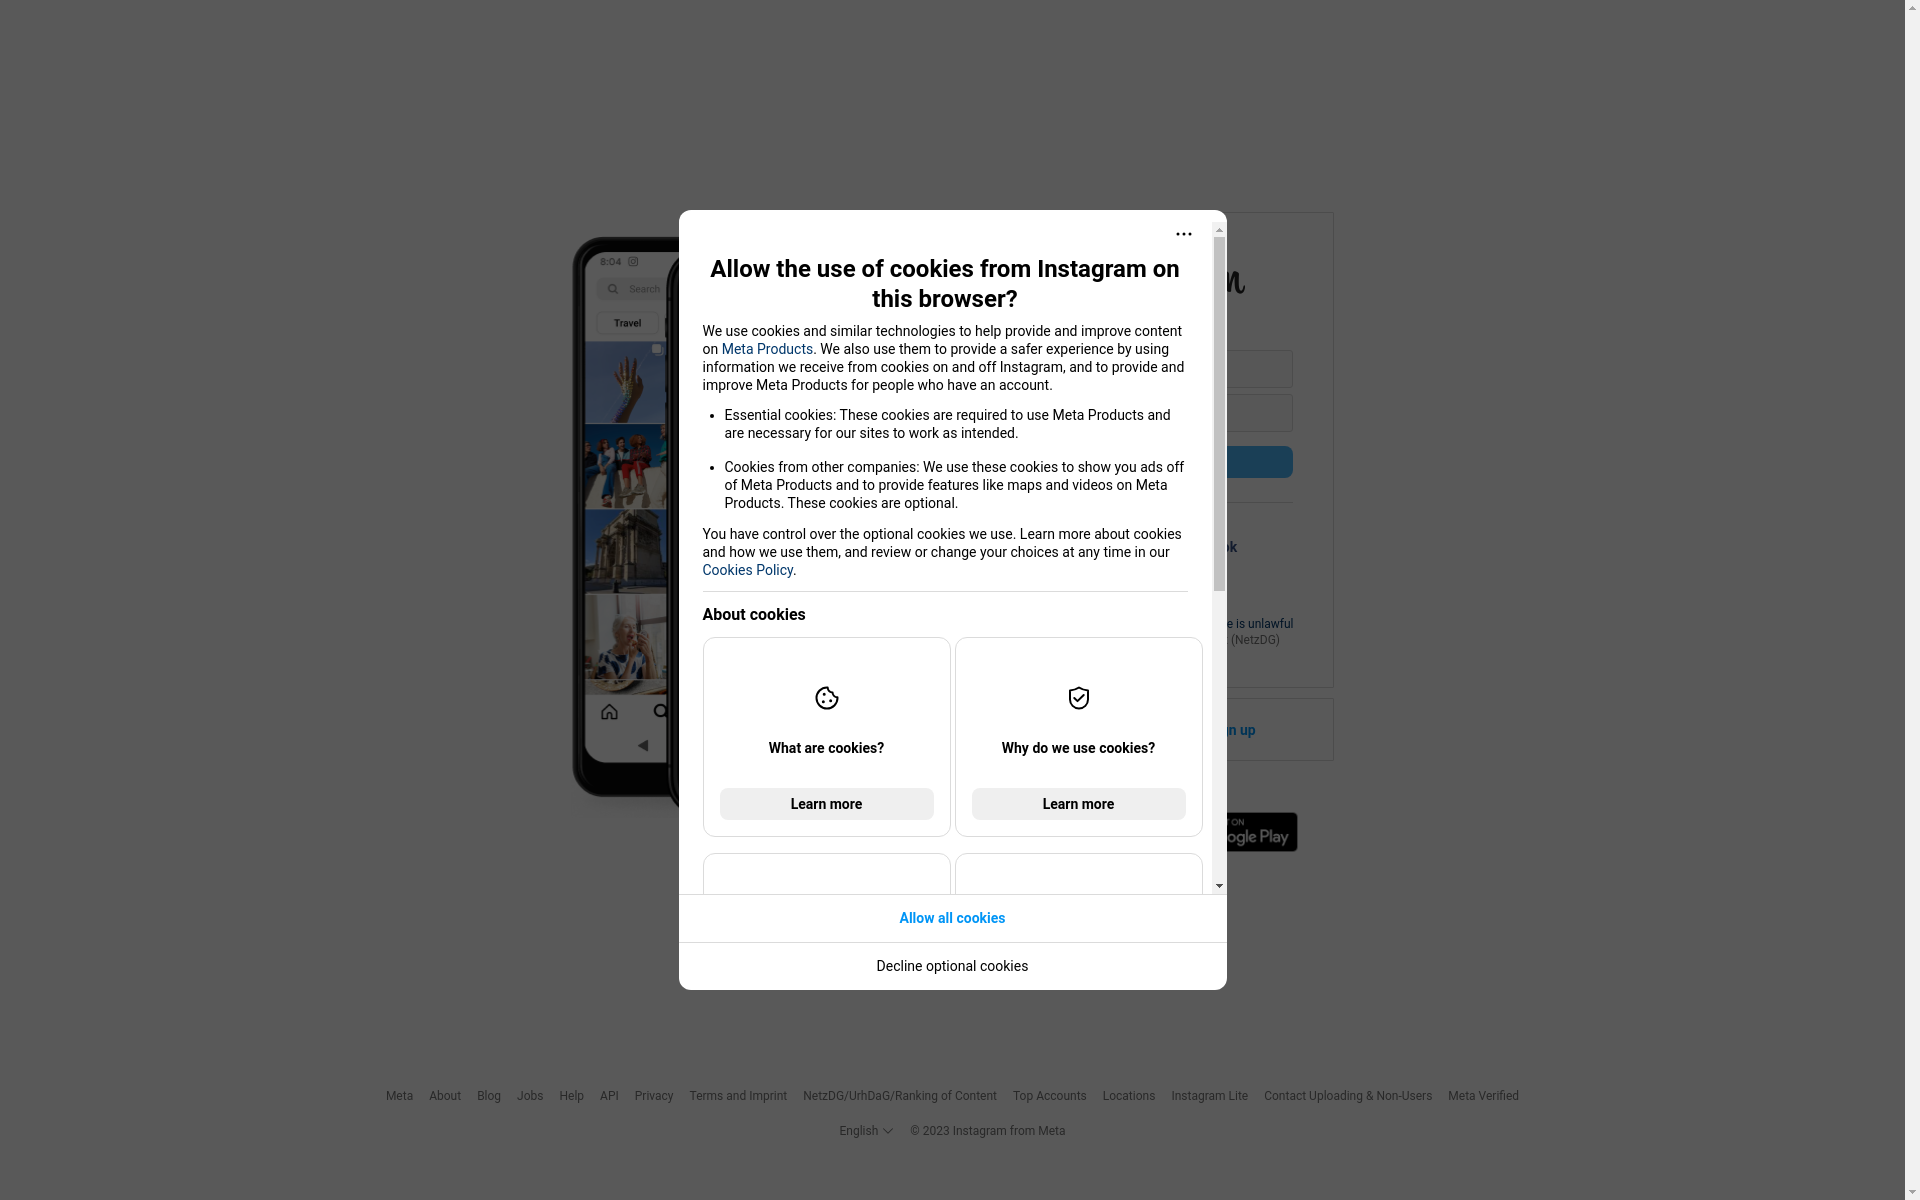 Allow the use of cookies from Instagram on
this browser?
We use cookies and similar technologies to help provide and improve content
on Meta Products. We also use them to provide a safer experience by using
information we receive from cookies on and off Instagram, and to provide and
improve Meta Products for people who have an account.
• Essential cookies: These cookies are required to use Meta Products and
are necessary for our sites to work as intended.
• Cookies from other companies: We use these cookies to show you ads off
of Meta Products and to provide features like maps and videos on Meta
Products. These cookies are optional.
You have control over the optional cookies we use. Learn more about cookies
and how we use them, and review or change your choices at any time in our
Cookies Policy.
About cookies
What are cookies?
Learn more
Why do we use cookies?
Learn more
Allow all cookies
Decline optional cookies
8:04
Search
Travel
e is unlawful
(NetzDG)
up
ON
gle Play
Meta About Blog Jobs Help API Privacy Terms and Imprint NetzDG/UrhDaG/Ranking of Content Top Accounts Locations Instagram Lite Contact Uploading & Non-Users Meta Verified
English © 2023 Instagram from Meta